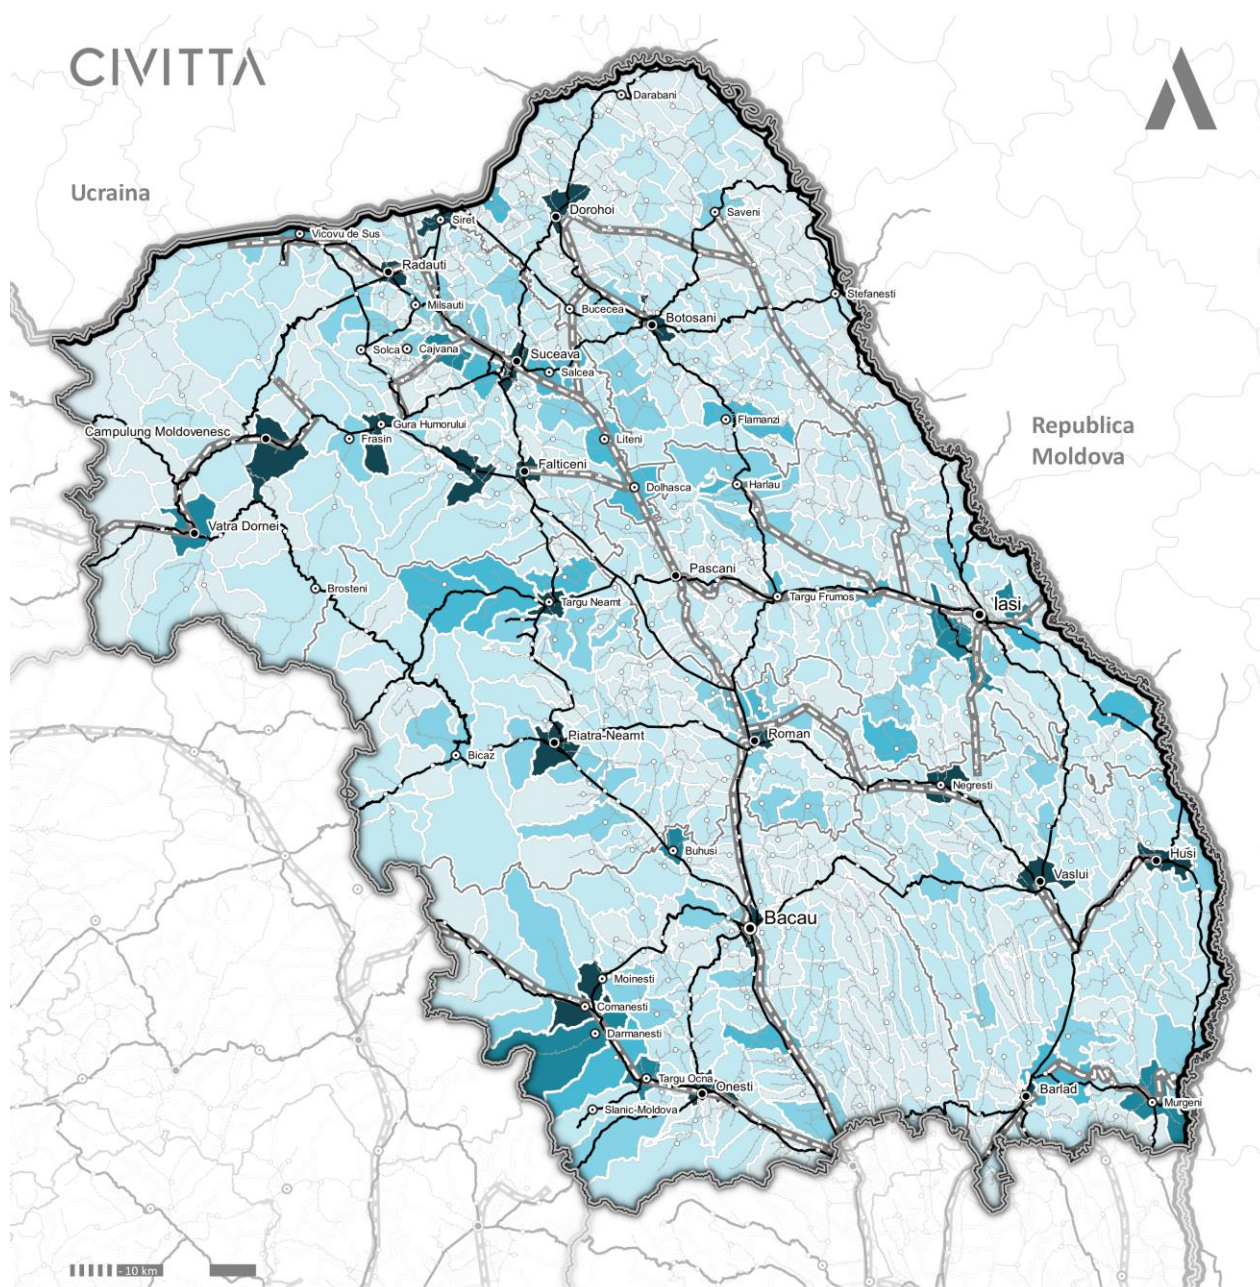 CIVITTA
Darabani
Ucraina
Dorohoi
Saveni
Siret
Vicovu de Sus
Radauti
Stefanesti
Milsauti
Bucecea
Botosani
Solca
Cajvana
Suceava
Salcea
Flamanzi
Gura Humorului
Campulung Moldovenesc
Frasin
Liteni
Republica
Moldova
Falticeni
Dolhasca
Harlau
Vatra Dornei
Pascani
Brosteni
Targu Neamt
Targu Frumos
Iasi
Piatra-Neamt
Roman
Bicaz
Negresti
Buhusi
Husi
Vaslui
Bacau
Moinesti
Comanesti
Darmanesti
Targu Ocna
Onesti
Barlad
Slanic-Moldova
Murgeni
- 10 km